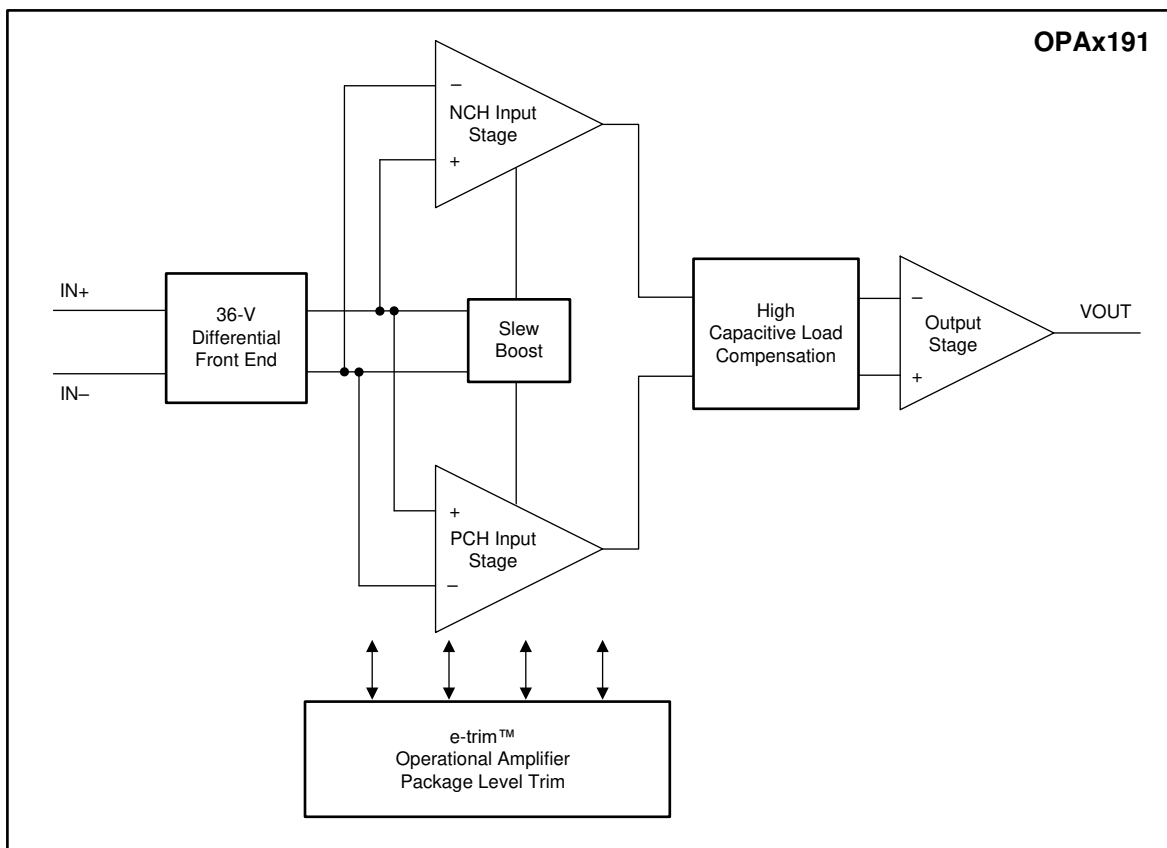 OPAx191
−
NCH Input
Stage
+
IN+
IN−
36-V
Differential
Front End
Slew
Boost
High
Capacitive Load
Compensation
−
Output
Stage
+
VOUT
+
PCH Input
Stage
−
e-trim™
Operational Amplifier
Package Level Trim